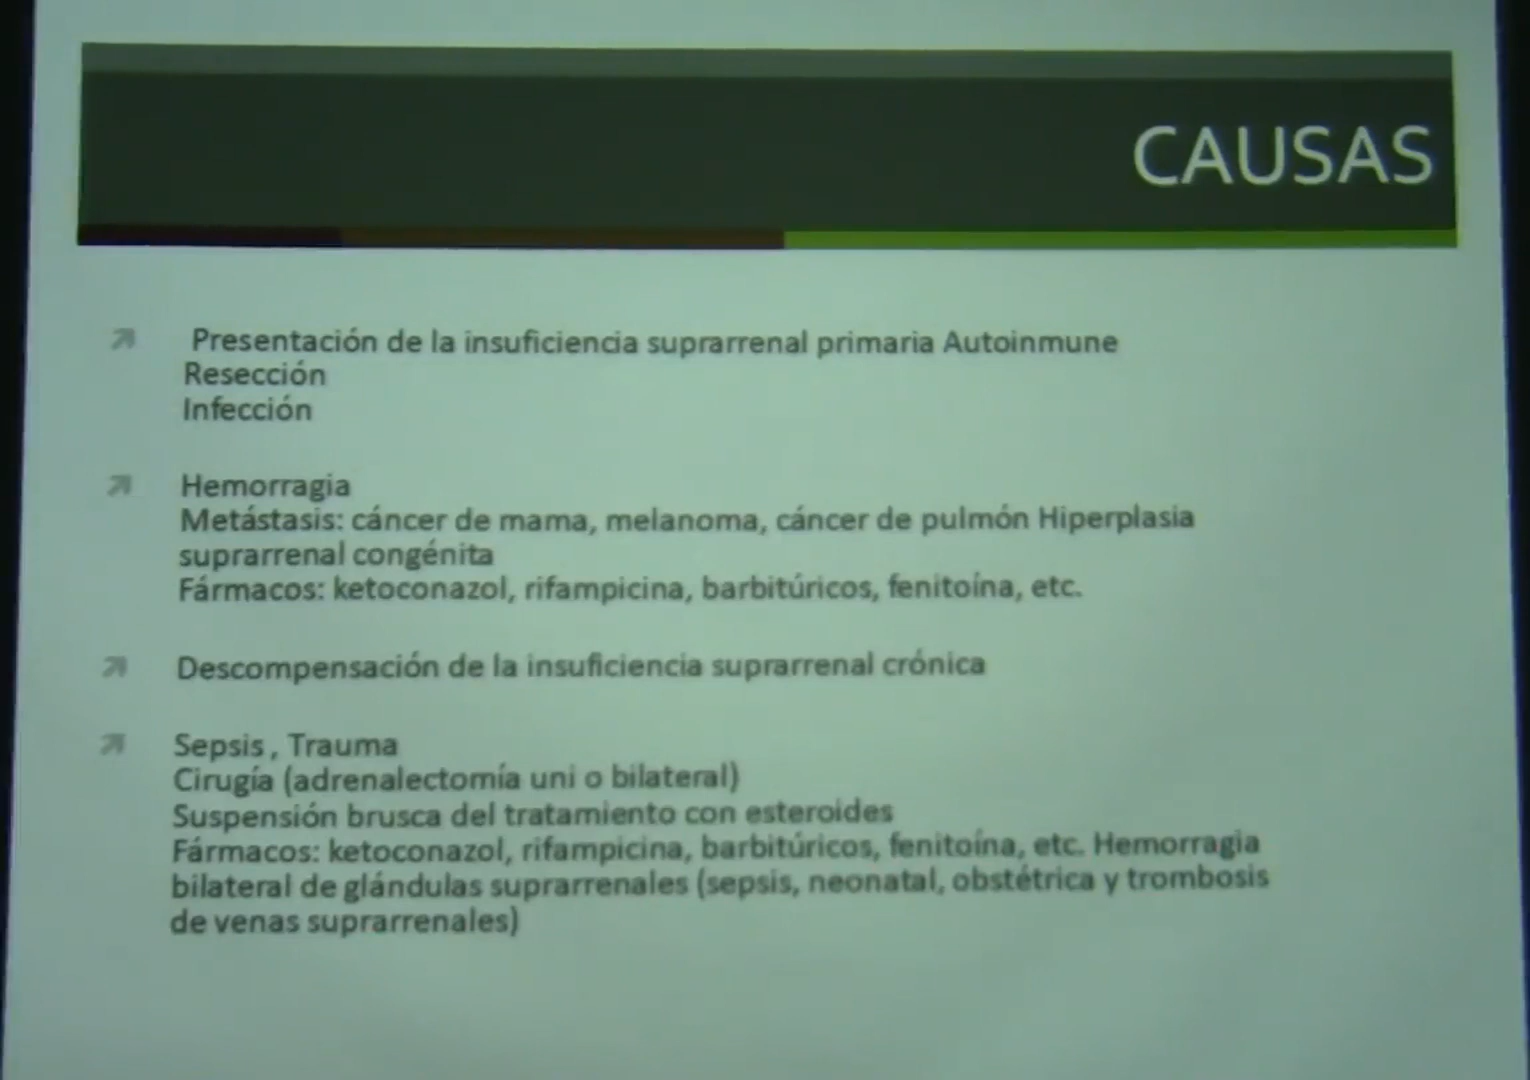 CAUSAS
Presentación de la insuficiencia suprarrenal primaria Autoinmune
Resección
Infección
Hemorragia
Metástasis: cáncer de mama, melanoma, cáncer de pulmón Hiperplasia
suprarrenal congénita
Fármacos: ketoconazol, rifampicina, barbitúricos, fenitoína, etc.
Descompensación de la insuficiencia suprarrenal crónica
Sepsis , Trauma
Cirugía (adrenalectomía uni o bilateral)
Suspensión brusca del tratamiento con esteroides
Fármacos: ketoconazol, rifampicina, barbitúricos, fenitoína, etc. Hemorragia
bilateral de glándulas suprarrenales (sepsis, neonatal, obstétrica y trombosis
de venas suprarrenales)